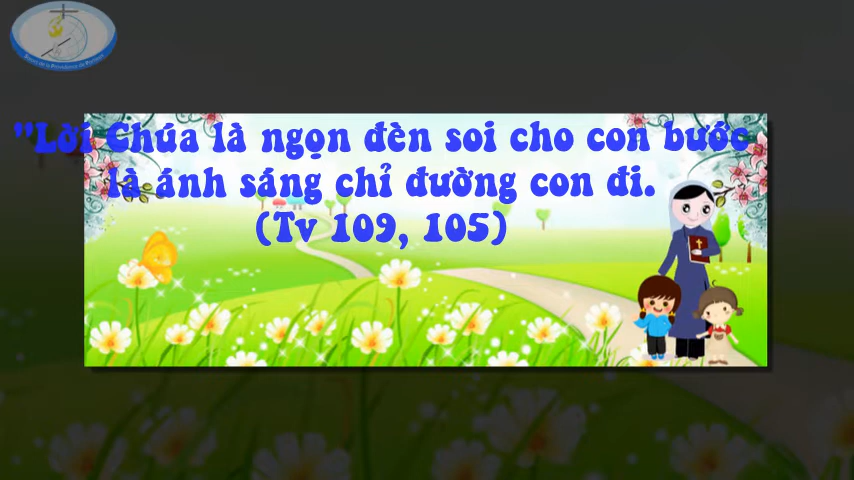 "Lời Chúa là ngọn đèn soi cho con bước
là ánh sáng chỉ đường con đi.
(Tv 109, 105)